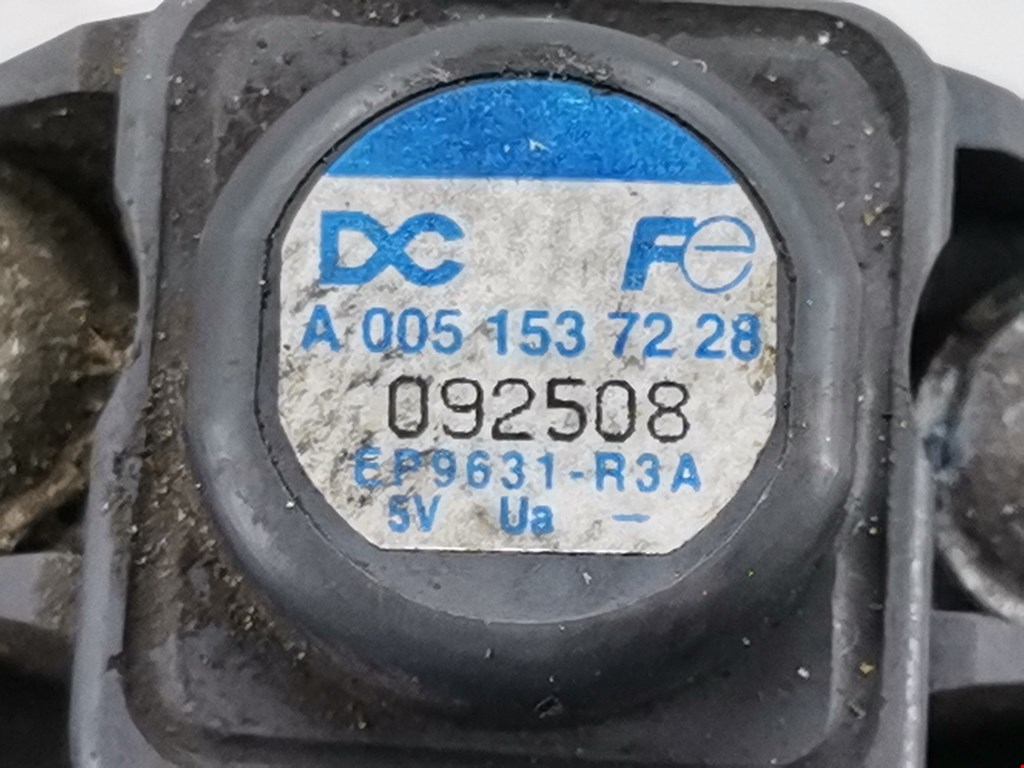 DC Fe
A 005 153 72 28
092508
EP9631-R3A
5V Ua –